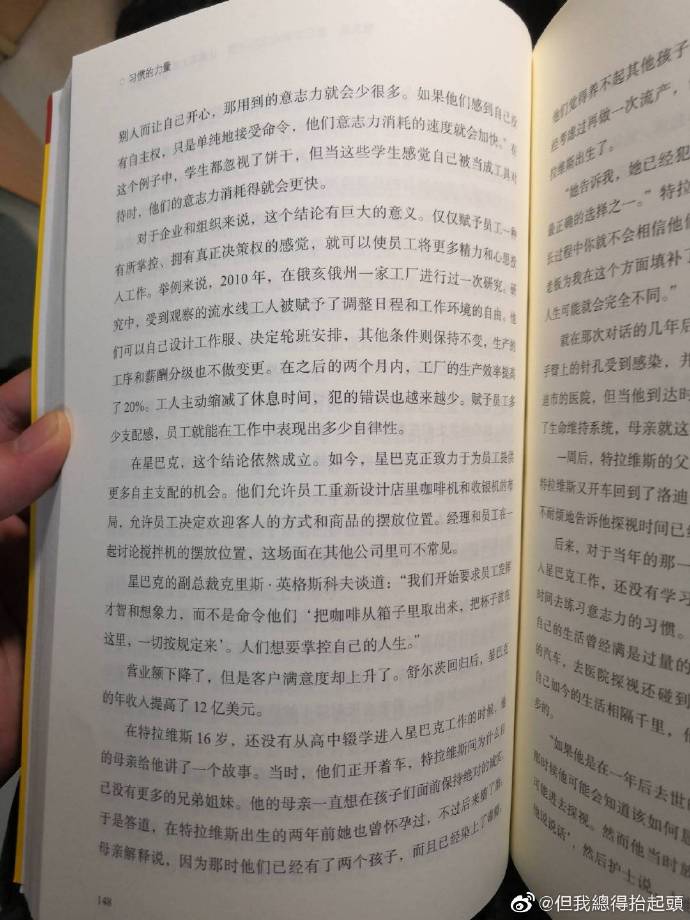 习惯的力量
别人而让自己开心，那用到的意志力就会少很多。如果他们感到自己没
有自主权，只是单纯地接受命令，他们意志力消耗的速度就会加快。”在
这个例子中，学生都忽视了饼干，但当这些学生感觉自己被当成工具对
待时，他们的意志力消耗得就会更快。
对于企业和组织来说，这个结论有巨大的意义。仅仅赋予员工一种
有所掌控、拥有真正决策权的感觉，就可以使员工将更多精力和心思投
入工作。举例来说，2010 年，在俄亥俄州一家工厂进行过一次研究。研
究中，受到观察的流水线工人被赋予了调整日程和工作环境的自由。他
们可以自己设计工作服、决定轮班安排，其他条件则保持不变，生产的
工序和薪酬分级也不做变更。在之后的两个月内，工厂的生产效率提高
了20%。工人主动缩减了休息时间，犯的错误也越来越少。赋予员工多
少支配感，员工就能在工作中表现出多少自律性。
在星巴克，这个结论依然成立。如今，星巴克正致力于为员工提供
更多自主支配的机会。他们允许员工重新设计店里咖啡机和收银机的布
局，允许员工决定欢迎客人的方式和商品的摆放位置。经理和员工在一
起讨论搅拌机的摆放位置，这场面在其他公司里可不常见。
星巴克的副总裁克里斯·英格斯科夫谈道：“我们开始要求员工发挥
才智和想象力，而不是命令他们‘把咖啡从箱子里取出来，把杯子放在
这里，一切按规定来’。人们想要掌控自己的人生。”
营业额下降了，但是客户满意度却上升了。舒尔茨回归后，星巴克
的年收入提高了 12 亿美元。
在特拉维斯 16 岁，还没有从高中辍学进入星巴克工作的时候，他
的母亲给他讲了一个故事。当时，他们正开着车，特拉维斯问为什么自
己没有更多的兄弟姐妹。他的母亲一直想在孩子们面前保持绝对的诚实，
于是答道，在特拉维斯出生的两年前她也曾怀孕过，不过后来
母亲解释说，因为那时他们已经有了两个孩子，而且已经染上了
148
他们觉得养不起其他孩子
经考虑过再做一次流产，
拉维斯出生了。
“她告诉我，她已经犯
最正确的选择之一。”特拉
长过程中你就不会相信他们
老板为我在这个方面填补了
人生可能就会完全不同。”
就在那次对话的几年后
手臂上的针孔受到感染，并
迪市的医院，但当他到达时
了生命维持系统，母亲就这
一周后，特拉维斯的父
特拉维斯又开车回到了洛迪
不耐烦地告诉他探视时间已
后来，对于当年的那一
入星巴克工作，还没有学习
时间去练习意志力的习惯。
自己的生活曾经满是过量的
的汽车，去医院探视还碰到
自己如今的生活相隔千里，
步的。
“如果他是在一年后去世
那时候他可能会知道该如何
可能进去探视。然而他当时放
他说说话’，然后护士说，
@但我總得抬起頭